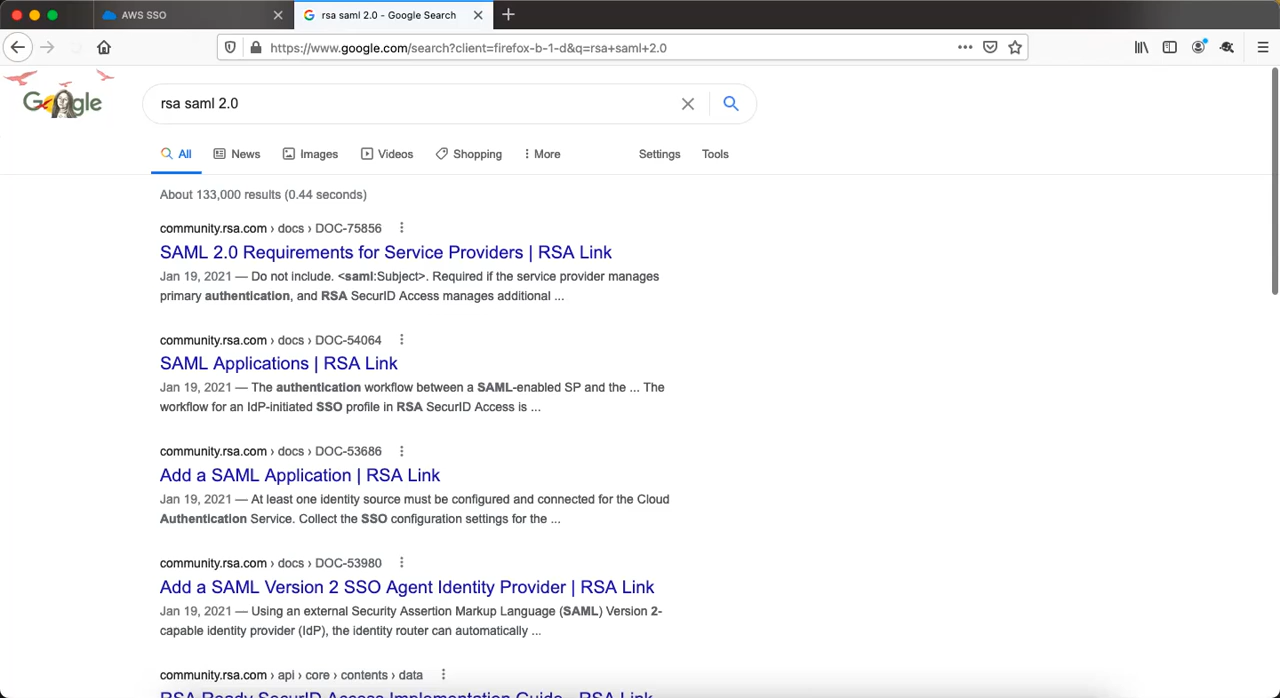 AWS SSO
rsa saml 2.0 - Google Search
https://www.google.com/search?client=firefox-b-1-d&q=rsa+saml+2.0
Google
rsa saml 2.0
All
News
Images
Videos
Shopping
More
Settings
Tools
About 133,000 results (0.44 seconds)
community.rsa.com › docs › DOC-75856
SAML 2.0 Requirements for Service Providers | RSA Link
Jan 19, 2021 — Do not include. <saml:Subject>. Required if the service provider manages
primary authentication, and RSA SecurID Access manages additional ...
community.rsa.com › docs › DOC-54064
SAML Applications | RSA Link
Jan 19, 2021 — The authentication workflow between a SAML-enabled SP and the ... The
workflow for an IdP-initiated SSO profile in RSA SecurID Access is ...
community.rsa.com › docs › DOC-53686
Add a SAML Application | RSA Link
Jan 19, 2021 — At least one identity source must be configured and connected for the Cloud
Authentication Service. Collect the SSO configuration settings for the ...
community.rsa.com › docs › DOC-53980
Add a SAML Version 2 SSO Agent Identity Provider | RSA Link
Jan 19, 2021 — Using an external Security Assertion Markup Language (SAML) Version 2-
capable identity provider (IdP), the identity router can automatically ...
community.rsa.com › api › core › contents › data
RSA Ready SecurID Access Implementation Guide - RSA Link